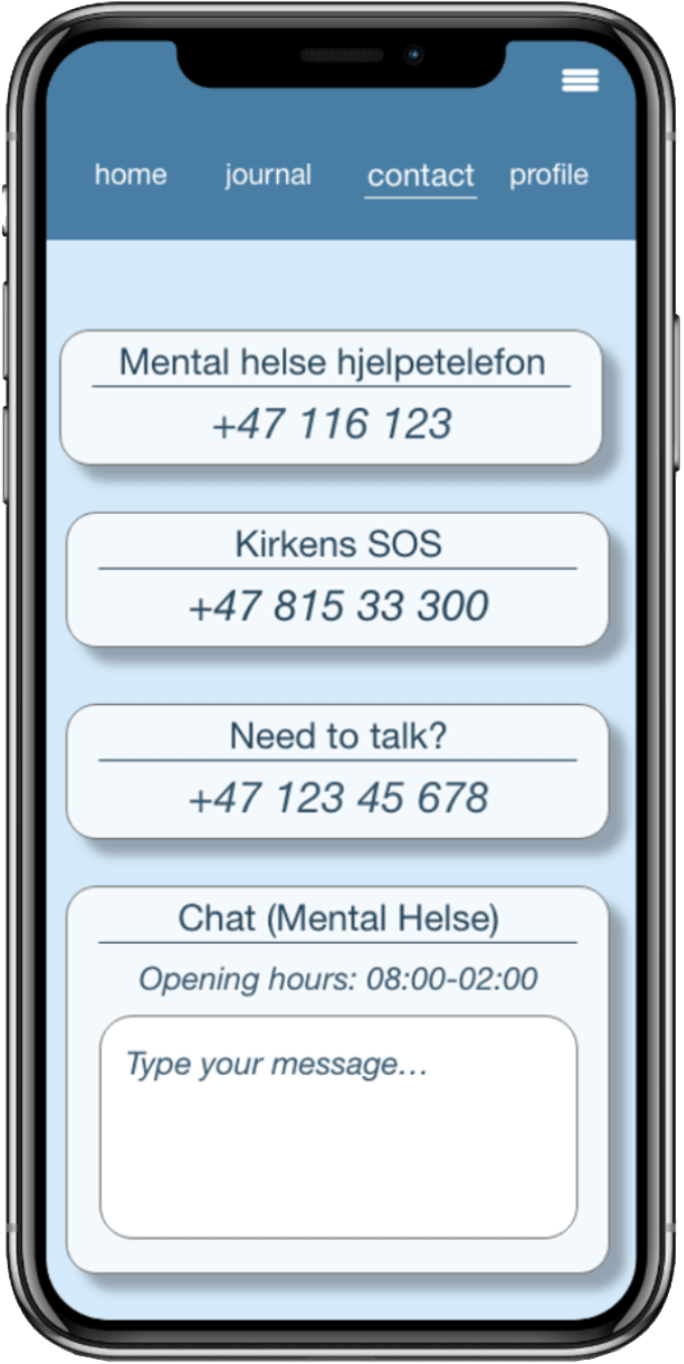 home journal contact profile
Mental helse hjelpetelefon
+47 116 123
Kirkens SOS
+47 815 33 300
Need to talk?
+47 123 45 678
Chat (Mental Helse)
Opening hours: 08:00-02:00
Type your message...